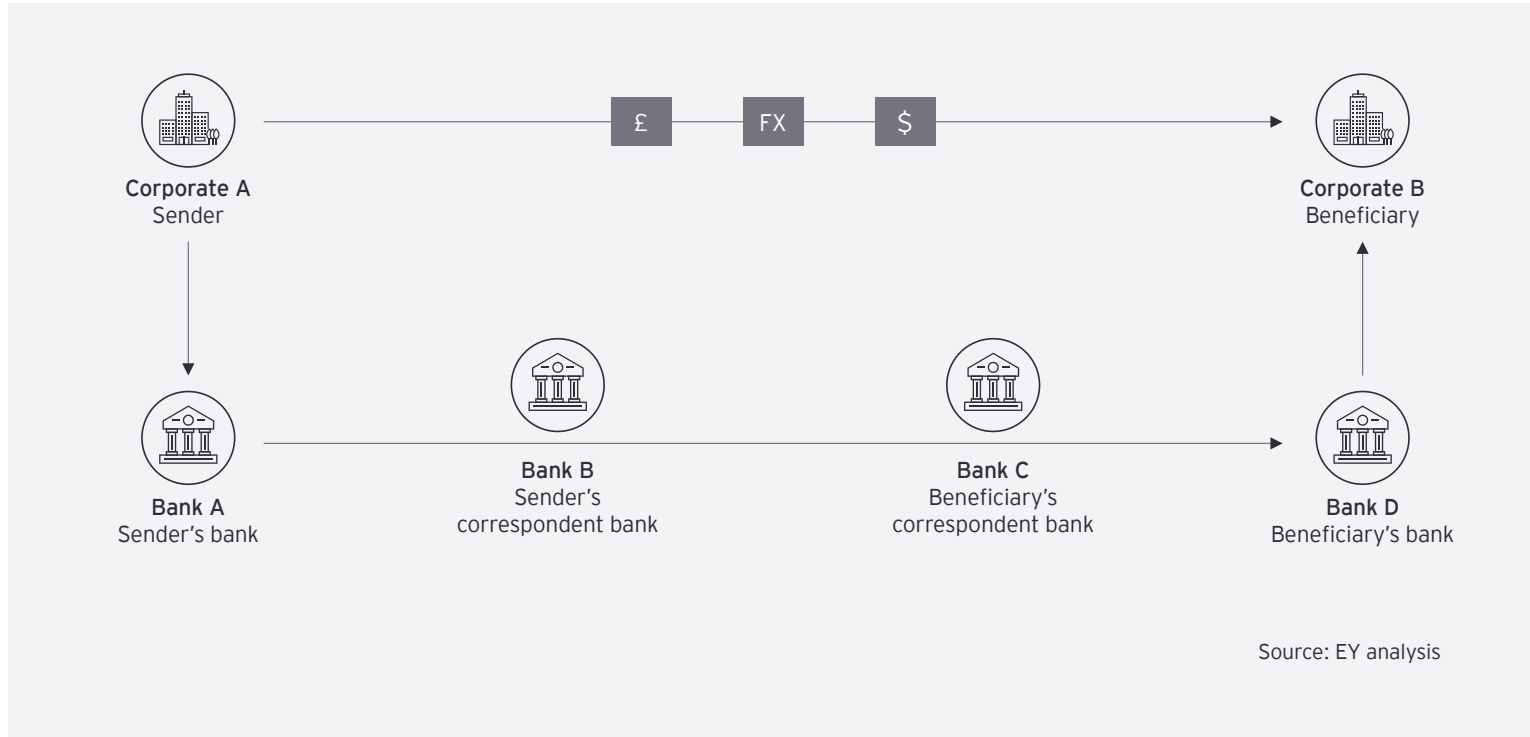 £
FX
$
Corporate A
Sender
Corporate B
Beneficiary
Bank A
Sender’s bank
Bank B
Sender’s
correspondent bank
Bank C
Beneficiary’s
correspondent bank
Bank D
Beneficiary’s bank
Source: EY analysis